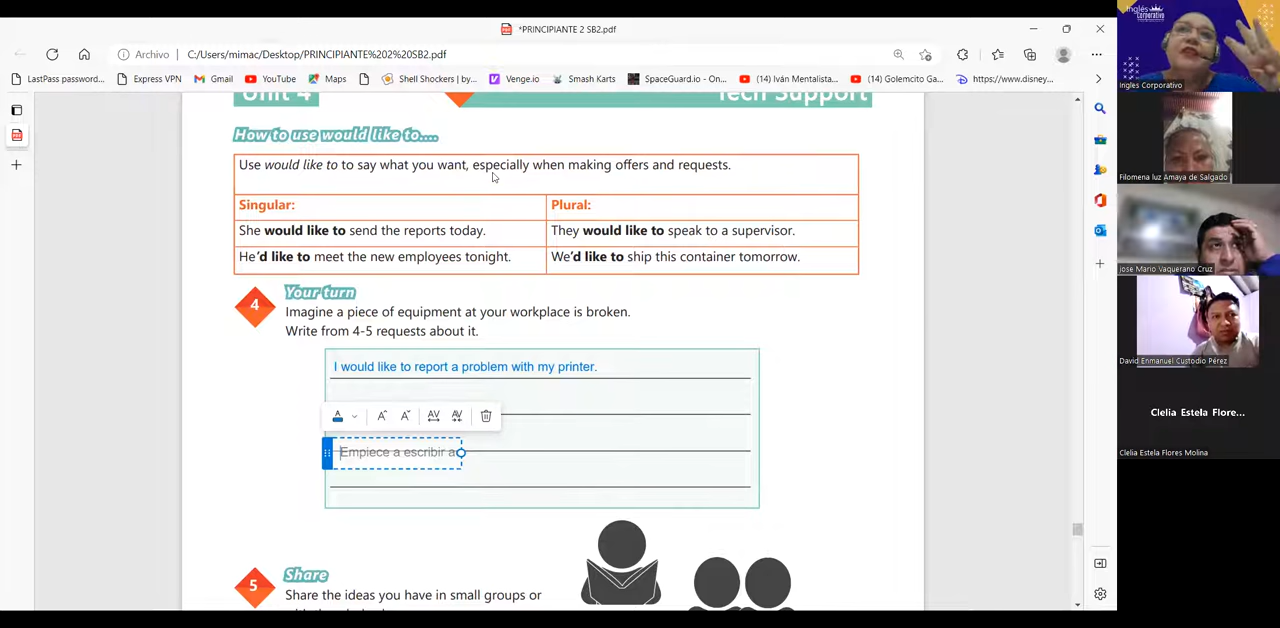 *PRINCIPIANTE 2 SB2.pdf
Archivo C:/Users/mimac/Desktop/PRINCIPIANTE%202%20SB2.pdf
LastPass password... Express VPN Gmail YouTube Maps Shell Shockers | by... Venge.io Smash Karts SpaceGuard.io - On... (14) Iván Mentalista... (14) Golemcito Ga... https://www.disney...
Unit 4 Tech Support
How to use would like to....
Use would like to to say what you want, especially when making offers and requests.
Singular: Plural:
She would like to send the reports today. They would like to speak to a supervisor.
He'd like to meet the new employees tonight. We'd like to ship this container tomorrow.
4 Your turn
Imagine a piece of equipment at your workplace is broken.
Write from 4-5 requests about it.
I would like to report a problem with my printer.
A A A AV AV
Empiece a escribir a
5 Share
Share the ideas you have in small groups or
Inglés
Corporativo
Ingles Corporativo
Filomena luz Amaya de Salgado
jose Mario Vaquerano Cruz
David Enmanuel Custodio Pérez
Clelia Estela Flore...
Clelia Estela Flores Molina